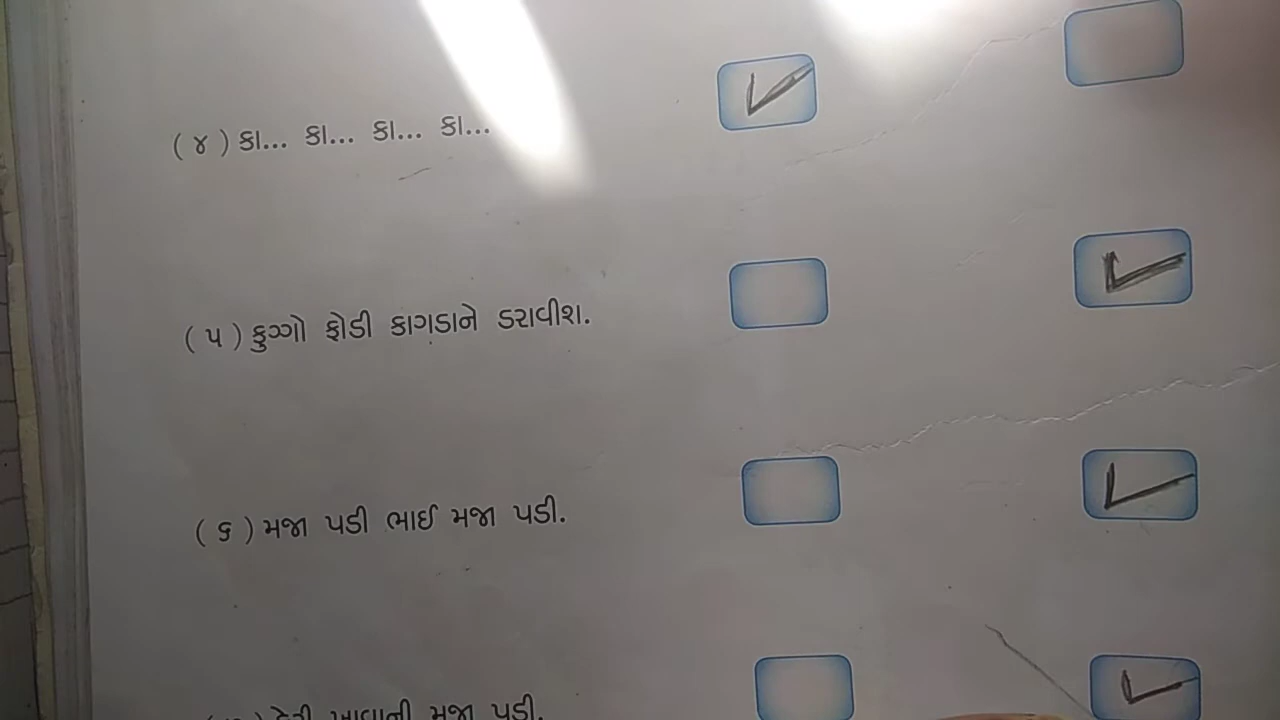 (૪) કા... કા... કા... કા...
(૫) ફુગ્ગો ફોડી કાગડાને ડરાવીશ.
(૬) મજા પડી ભાઈ મજા પડી.
ખાવાની મજા પડી.